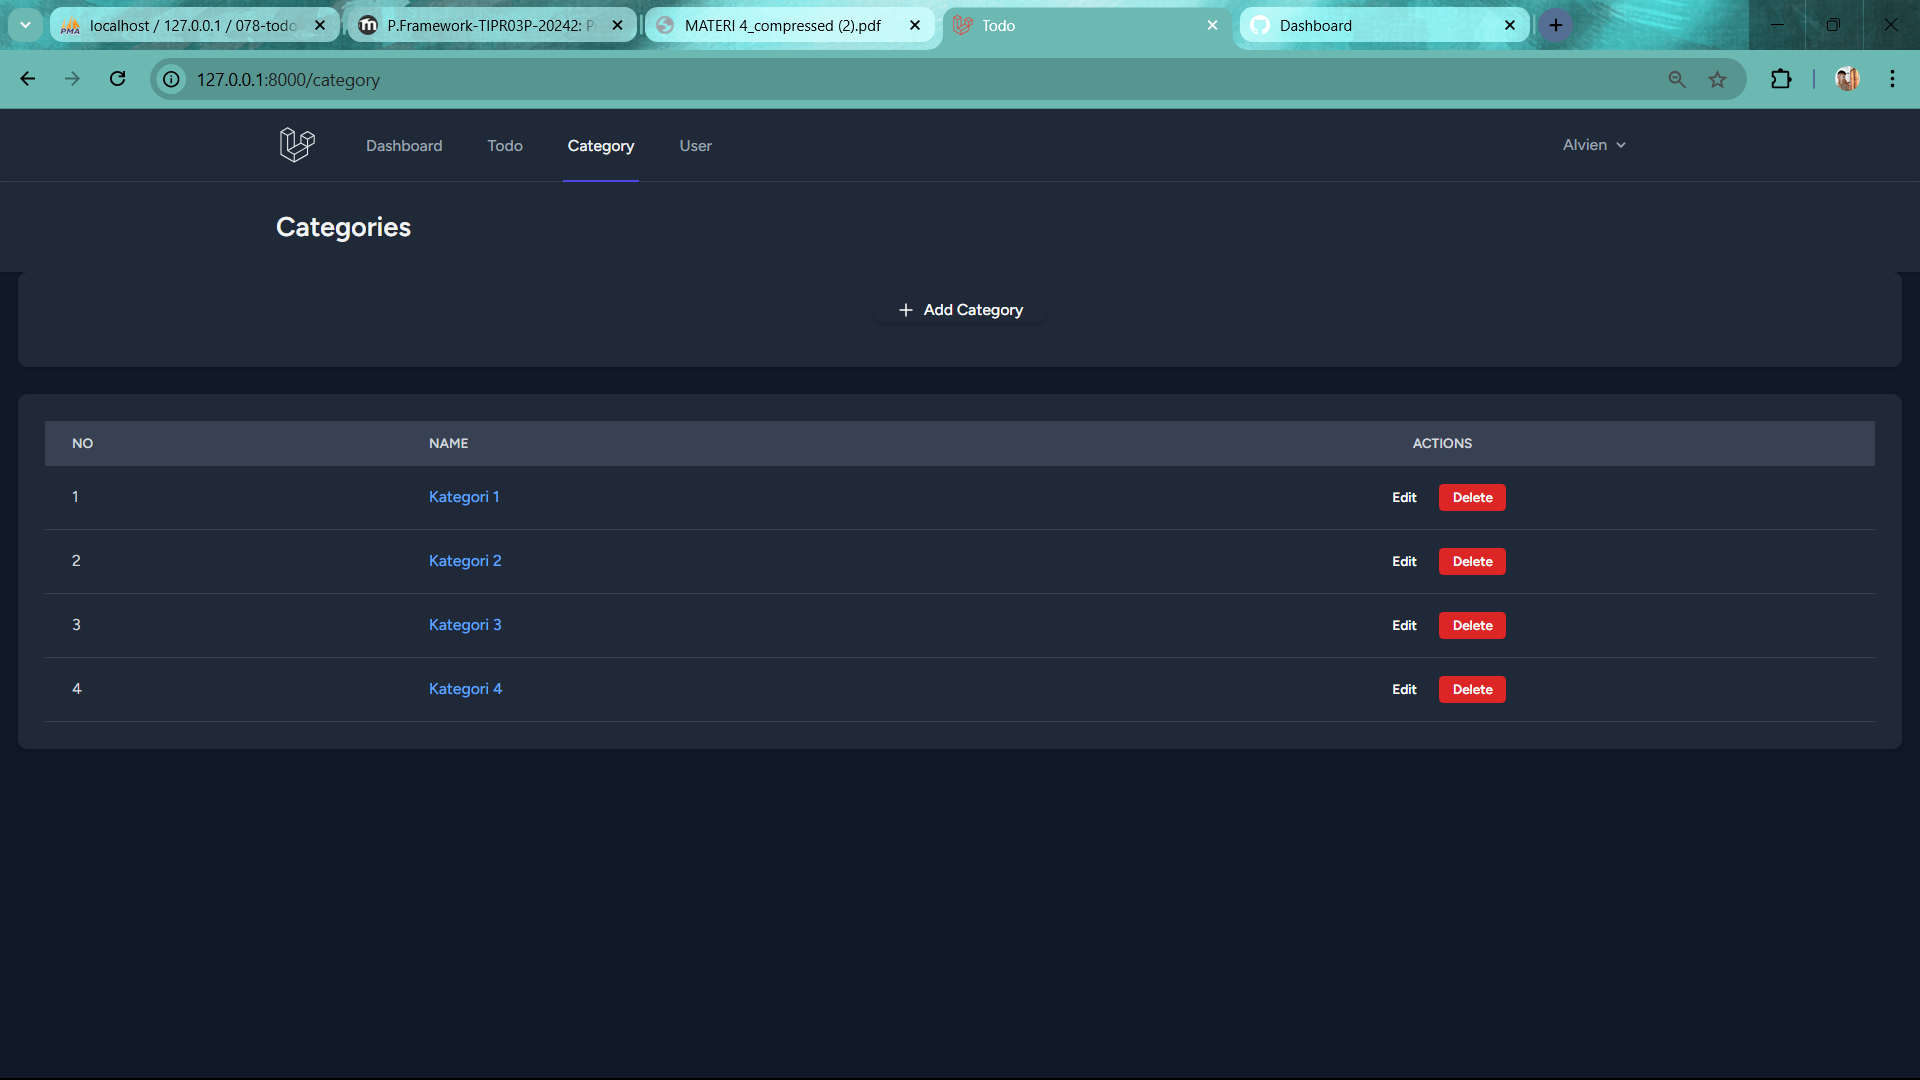 localhost / 127.0.0.1 / 078-todo
P.Framework-TIPR03P-20242: P
MATERI 4_compressed (2).pdf
Todo
Dashboard
127.0.0.1:8000/category
Dashboard
Todo
Category
User
Alvien
Categories
+ Add Category
NO NAME ACTIONS
1 Kategori 1 Edit Delete
2 Kategori 2 Edit Delete
3 Kategori 3 Edit Delete
4 Kategori 4 Edit Delete